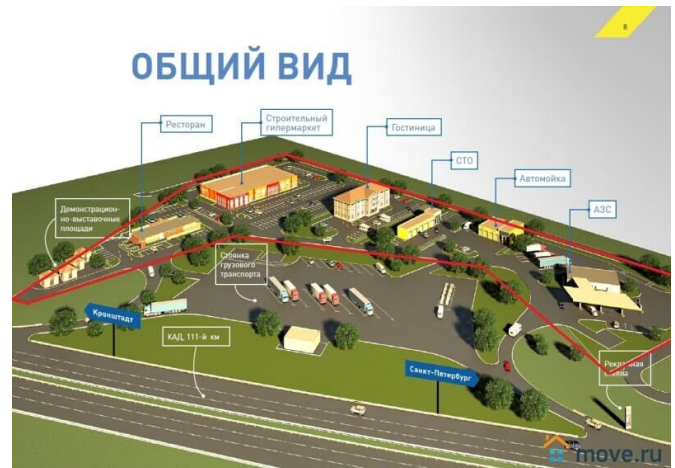 8
ОБЩИЙ ВИД
Ресторан
Строительный
гипермаркет
Гостиница
СТО
Автомойка
АЗС
Демонстрацион-
но-выставочные
площади
Стоянка
грузового
транспорта
Кронштадт
КАД, 111-й км
Санкт-Петербург
Рекламная
move.ru